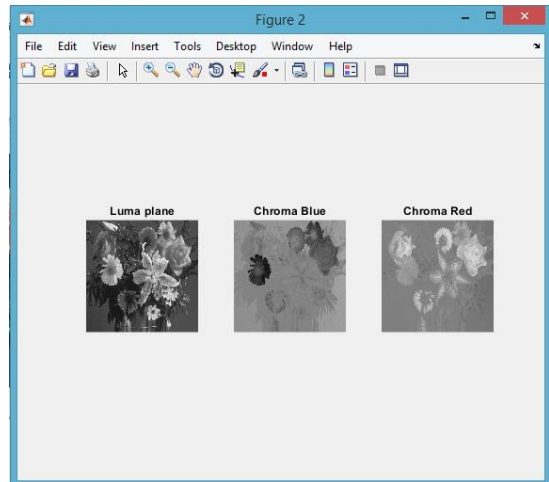 Figure 2
File Edit View Insert Tools Desktop Window Help
Luma plane Chroma Blue Chroma Red